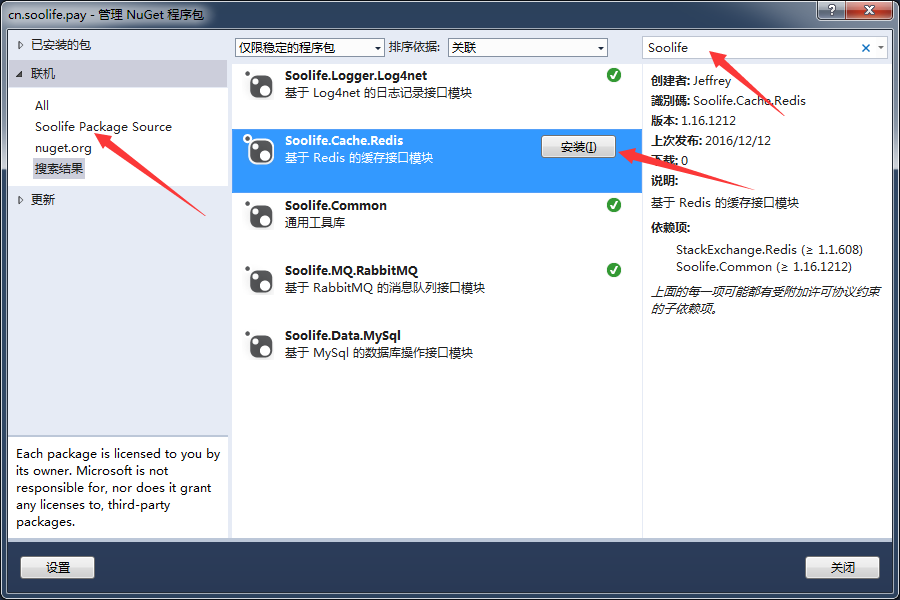 cn.soolife.pay - 管理 NuGet 程序包
已安装的包
联机
All
Soolife Package Source
nuget.org
搜索结果
更新
Each package is licensed to you by
its owner. Microsoft is not
responsible for, nor does it grant
any licenses to, third-party
packages.
仅限稳定的程序包
排序依据:
关联
Soolife.Logger.Log4net
基于 Log4net 的日志记录接口模块
Soolife.Cache.Redis
基于 Redis 的缓存接口模块
安装(I)
Soolife.Common
通用工具库
Soolife.MQ.RabbitMQ
基于 RabbitMQ 的消息队列接口模块
Soolife.Data.MySql
基于 MySql 的数据库操作接口模块
Soolife
创建者: Jeffrey
識別碼: Soolife.Cache.Redis
版本: 1.16.1212
上次发布: 2016/12/12
下载: 0
说明:
基于 Redis 的缓存接口模块
依赖项:
StackExchange.Redis (≥ 1.1.608)
Soolife.Common (≥ 1.16.1212)
上面的每一项可能都有受附加许可协议约束
的子依赖项。
设置
关闭